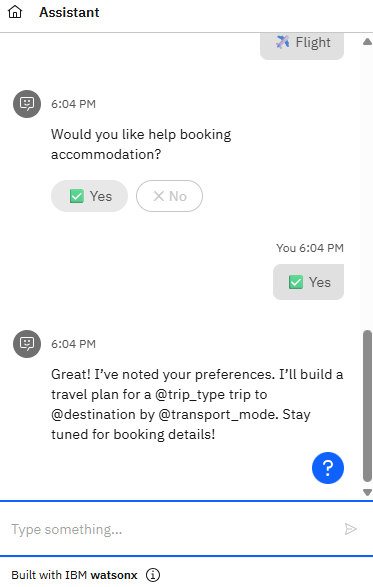 Assistant
✈️ Flight
6:04 PM
Would you like help booking
accommodation?
✅ Yes
✕ No
You 6:04 PM
✅ Yes
6:04 PM
Great! I’ve noted your preferences. I’ll build a
travel plan for a @trip_type trip to
@destination by @transport_mode. Stay
tuned for booking details!
?
Type something...
Built with IBM watsonx